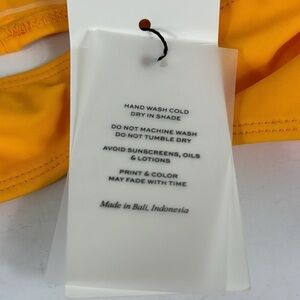 HAND WASH COLD
DRY IN SHADE
DO NOT MACHINE WASH
DO NOT TUMBLE DRY
AVOID SUNSCREENS, OILS
& LOTIONS
PRINT & COLOR
MAY FADE WITH TIME
Made in Bali, Indonesia